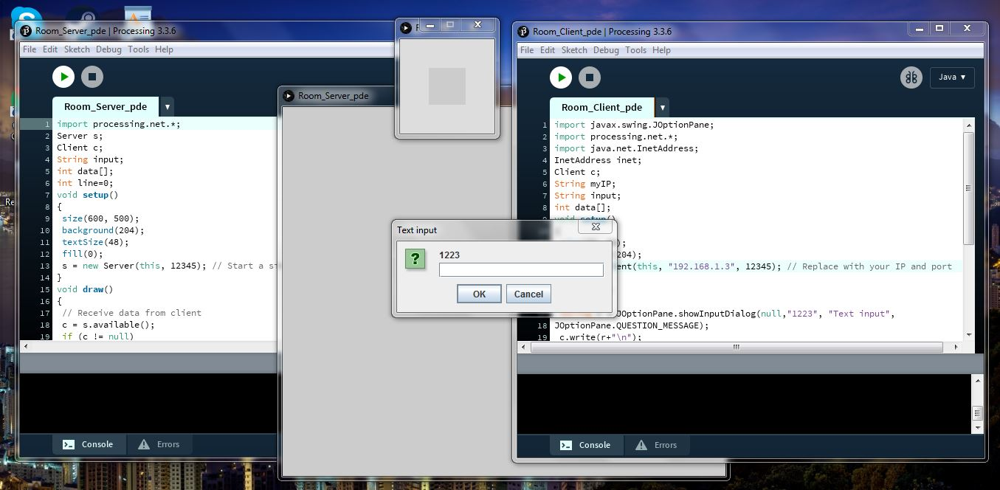 Room_Server_pde | Processing 3.3.6
File Edit Sketch Debug Tools Help
Room_Server_pde
1 import processing.net.*;
2 Server s;
3 Client c;
4 String input;
5 int data[];
6 int line=0;
7 void setup()
8 {
9 size(600, 500);
10 background(204);
11 textSize(48);
12 fill(0);
13 s = new Server(this, 12345); // Start a si
14 }
15 void draw()
16 {
17 // Receive data from client
18 c = s.available();
19 if (c != null)
Console
Errors
Room_Server_pde
Text input
1223
OK
Cancel
Room_Client_pde | Processing 3.3.6
File Edit Sketch Debug Tools Help
Java
Room_Client_pde
1 import javax.swing.JOptionPane;
2 import processing.net.*;
3 import java.net.InetAddress;
4 InetAddress inet;
5 Client c;
6 String myIP;
7 String input;
8 int data[];
9 void setup()
);
204);
ent(this, "192.168.1.3", 12345); // Replace with your IP and port
JOptionPane.showInputDialog(null,"1223", "Text input",
18 JOptionPane.QUESTION_MESSAGE);
19 c.write(r+"\n");
Console
Errors